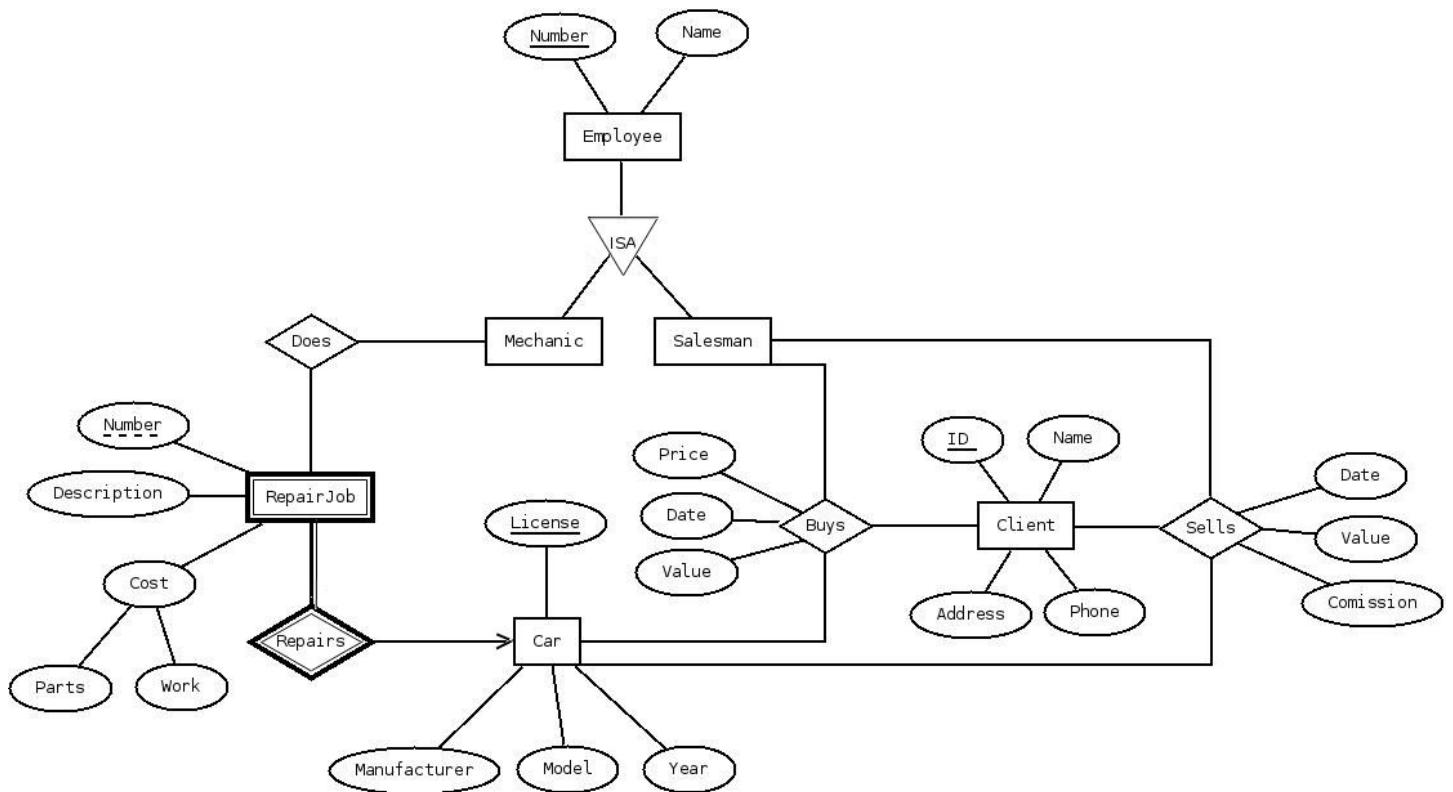 Number
Name
Employee
ISA
Does
Mechanic
Salesman
Number
Description
RepairJob
Cost
Parts
Work
Repairs
License
Car
Manufacturer
Model
Year
Price
Date
Value
Buys
ID
Name
Client
Address
Phone
Sells
Date
Value
Comission